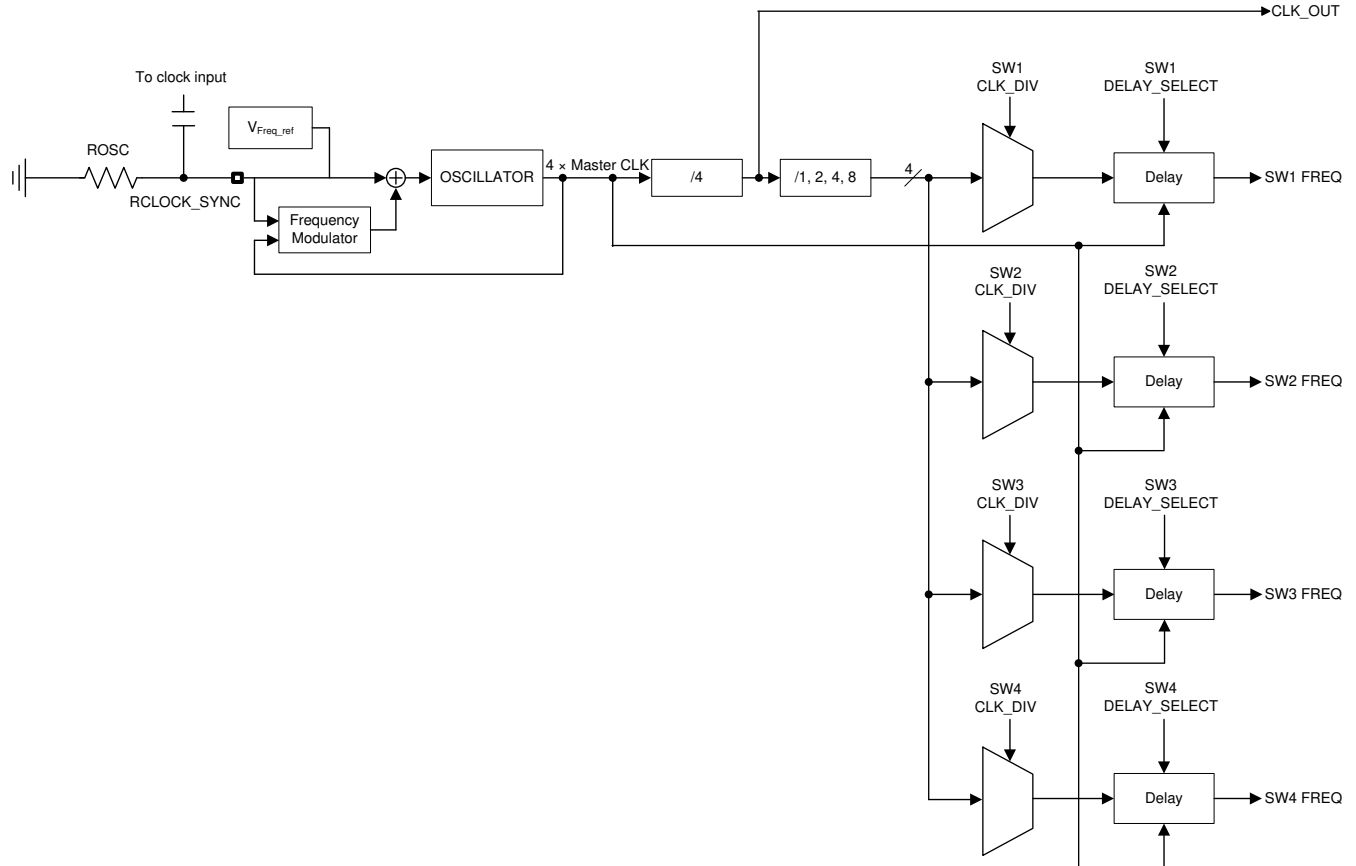 CLK_OUT
To clock input
SW1
CLK_DIV
SW1
DELAY_SELECT
VFreq_ref
ROSC
RCLOCK_SYNC
OSCILLATOR
4 × Master CLK
/4
/1, 2, 4, 8
4
Delay
SW1 FREQ
Frequency
Modulator
SW2
CLK_DIV
SW2
DELAY_SELECT
Delay
SW2 FREQ
SW3
CLK_DIV
SW3
DELAY_SELECT
Delay
SW3 FREQ
SW4
CLK_DIV
SW4
DELAY_SELECT
Delay
SW4 FREQ